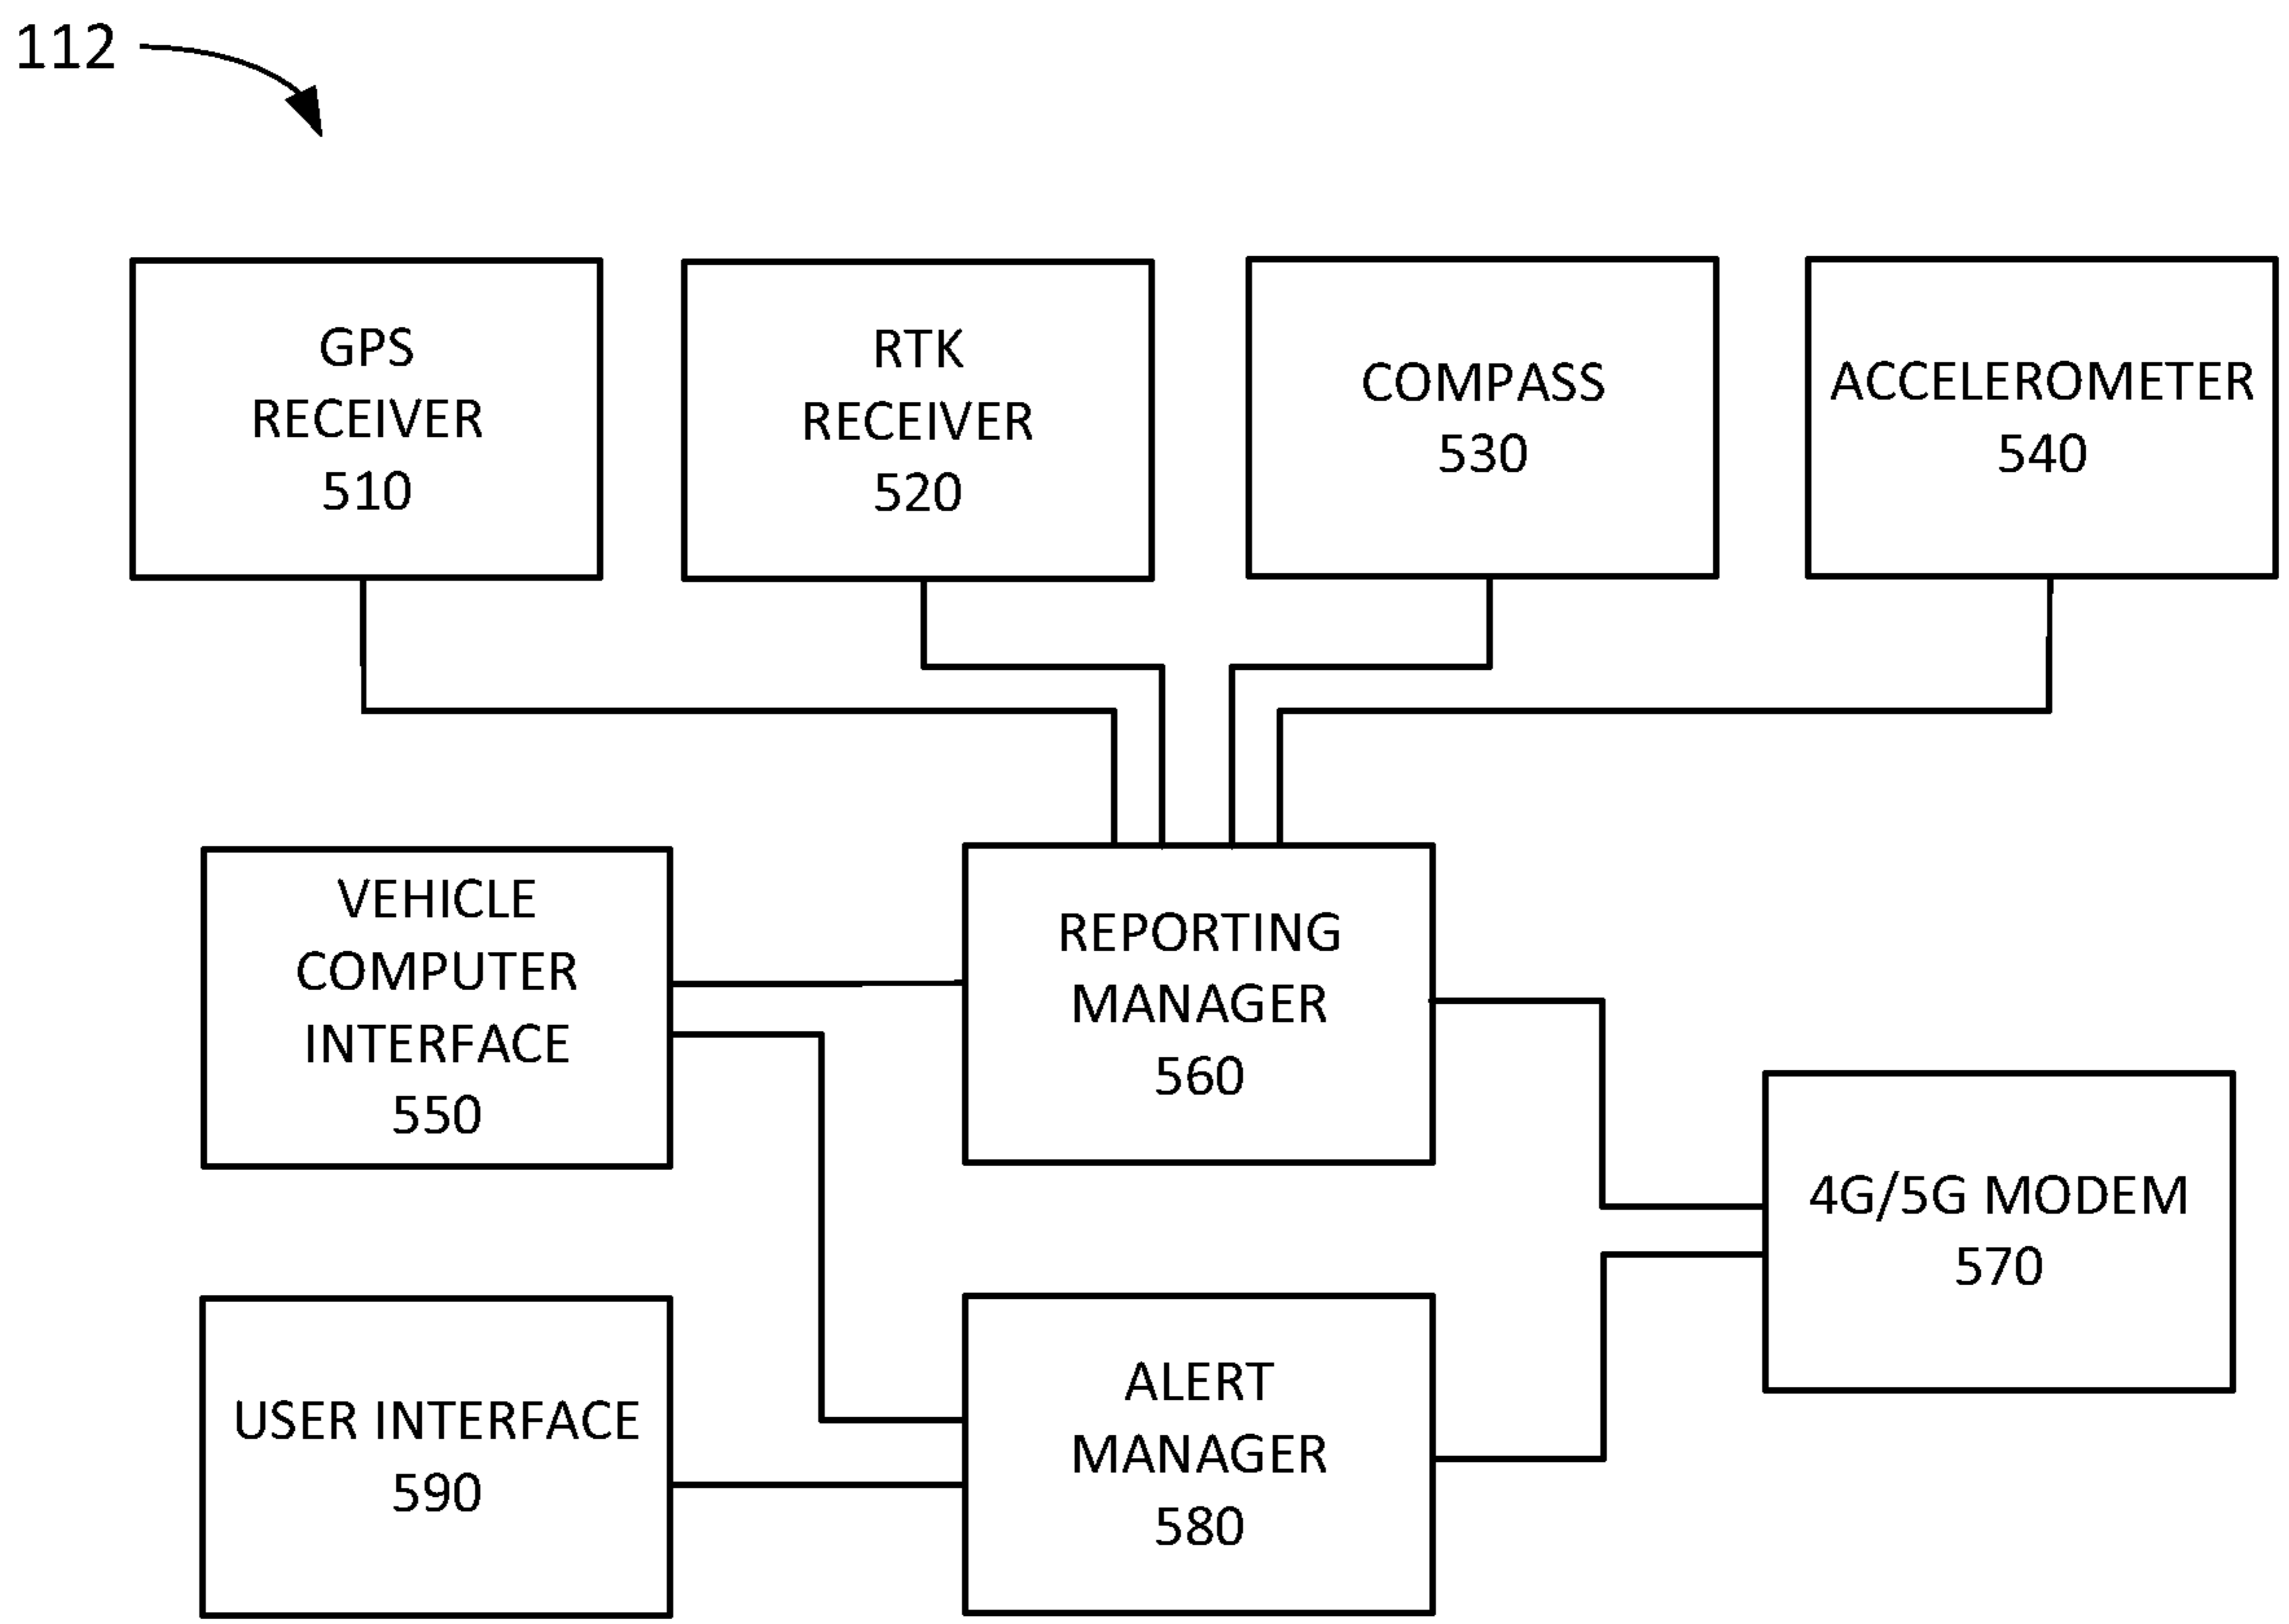 112
GPS
RECEIVER
510
RTK
RECEIVER
520
COMPASS
530
ACCELEROMETER
540
VEHICLE
COMPUTER
INTERFACE
550
REPORTING
MANAGER
560
4G/5G MODEM
570
USER INTERFACE
590
ALERT
MANAGER
580